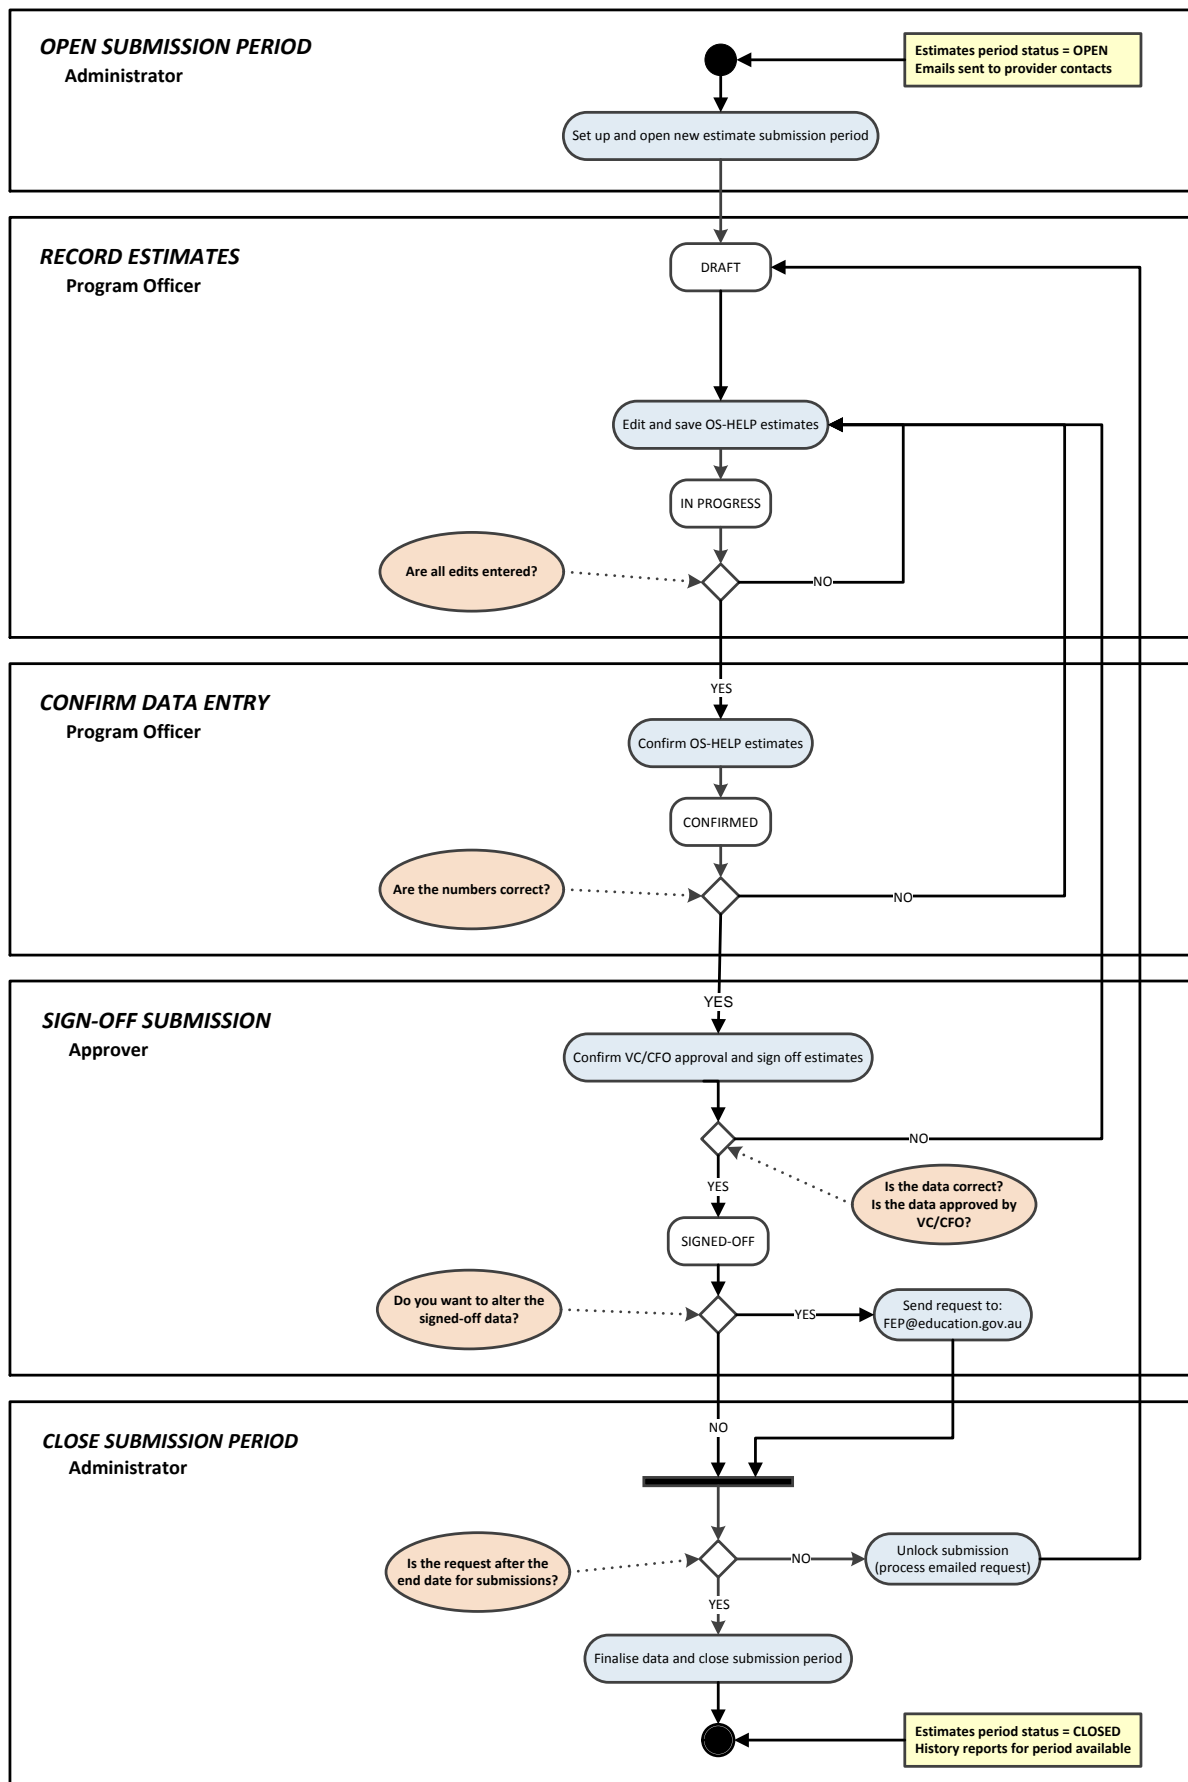 OPEN SUBMISSION PERIOD
Administrator
Estimates period status = OPEN
Emails sent to provider contacts
Set up and open new estimate submission period
RECORD ESTIMATES
Program Officer
DRAFT
Edit and save OS-HELP estimates
IN PROGRESS
Are all edits entered?
NO
CONFIRM DATA ENTRY
Program Officer
YES
Confirm OS-HELP estimates
CONFIRMED
Are the numbers correct?
NO
SIGN-OFF SUBMISSION
Approver
YES
Confirm VC/CFO approval and sign off estimates
NO
YES
Is the data correct?
Is the data approved by
VC/CFO?
SIGNED-OFF
Do you want to alter the
signed-off data?
YES
Send request to:
FEP@education.gov.au
CLOSE SUBMISSION PERIOD
Administrator
NO
Is the request after the
end date for submissions?
NO
Unlock submission
(process emailed request)
YES
Finalise data and close submission period
Estimates period status = CLOSED
History reports for period available